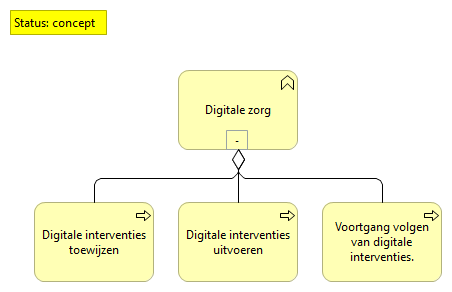 Status: concept
Digitale zorg
-
Digitale interventies
toewijzen
Digitale interventies
uitvoeren
Voortgang volgen
van digitale
interventies.